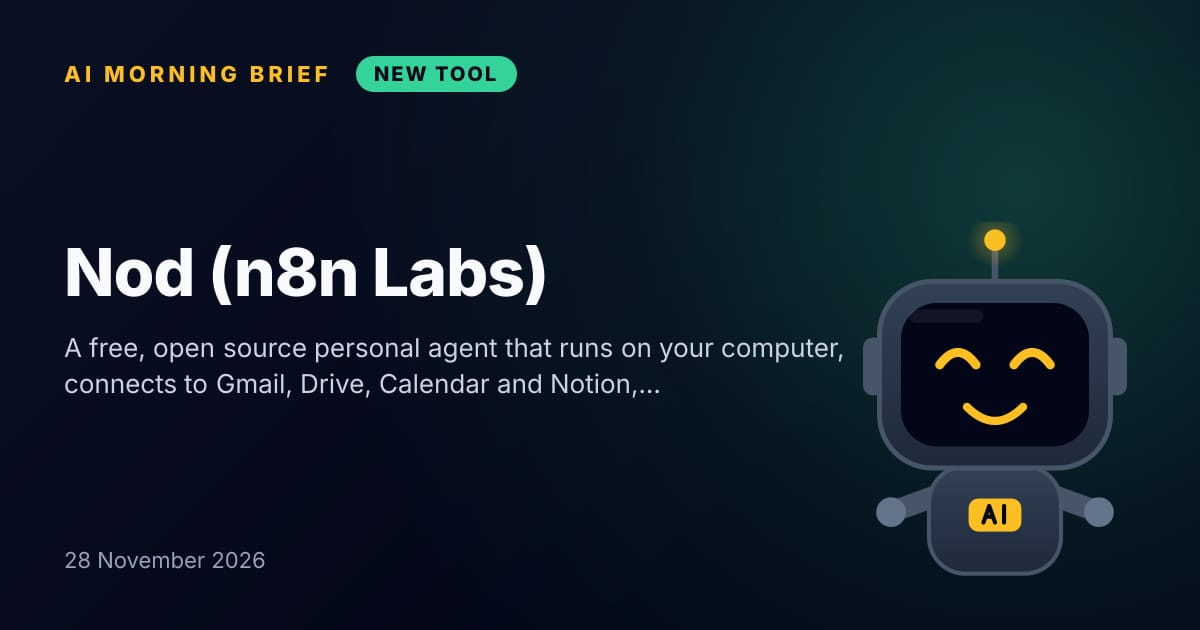 AI MORNING BRIEF
NEW TOOL
Nod (n8n Labs)
A free, open source personal agent that runs on your computer,
connects to Gmail, Drive, Calendar and Notion,...
AI
28 November 2026